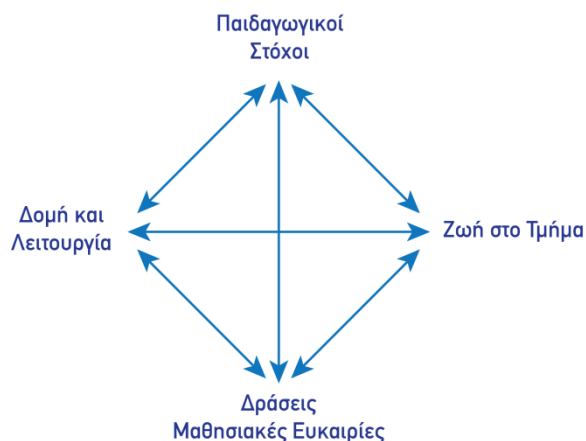 Παιδαγωγικοί
Στόχοι
Δομή και
Λειτουργία
Ζωή στο Τμήμα
Δράσεις
Μαθησιακές Ευκαιρίες